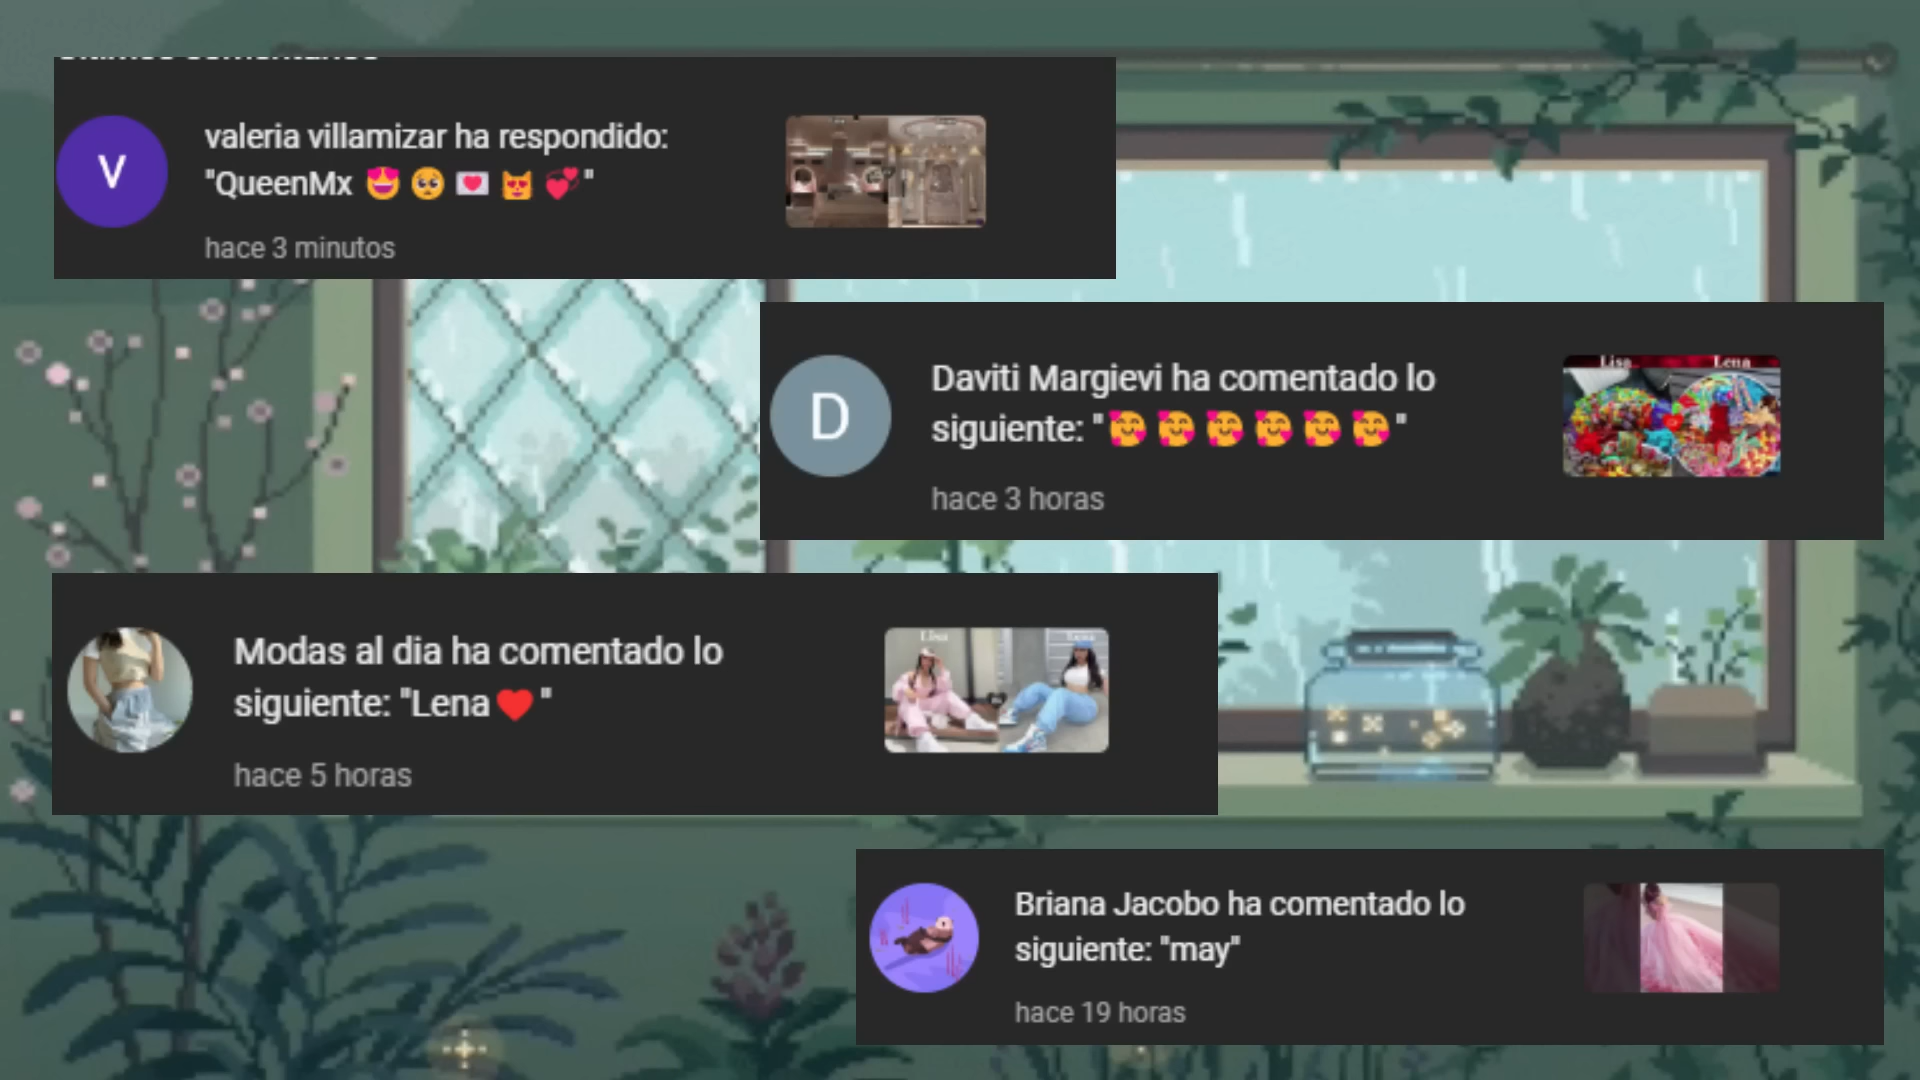 V
valeria villamizar ha respondido:
"QueenMx 😍 🥺 💌 😻 💞"
hace 3 minutos
D
Daviti Margievi ha comentado lo
siguiente: "🥰 🥰 🥰 🥰 🥰 🥰"
hace 3 horas
Lisa Lena
Modas al dia ha comentado lo
siguiente: "Lena❤️"
hace 5 horas
Lisa Lena
Briana Jacobo ha comentado lo
siguiente: "may"
hace 19 horas